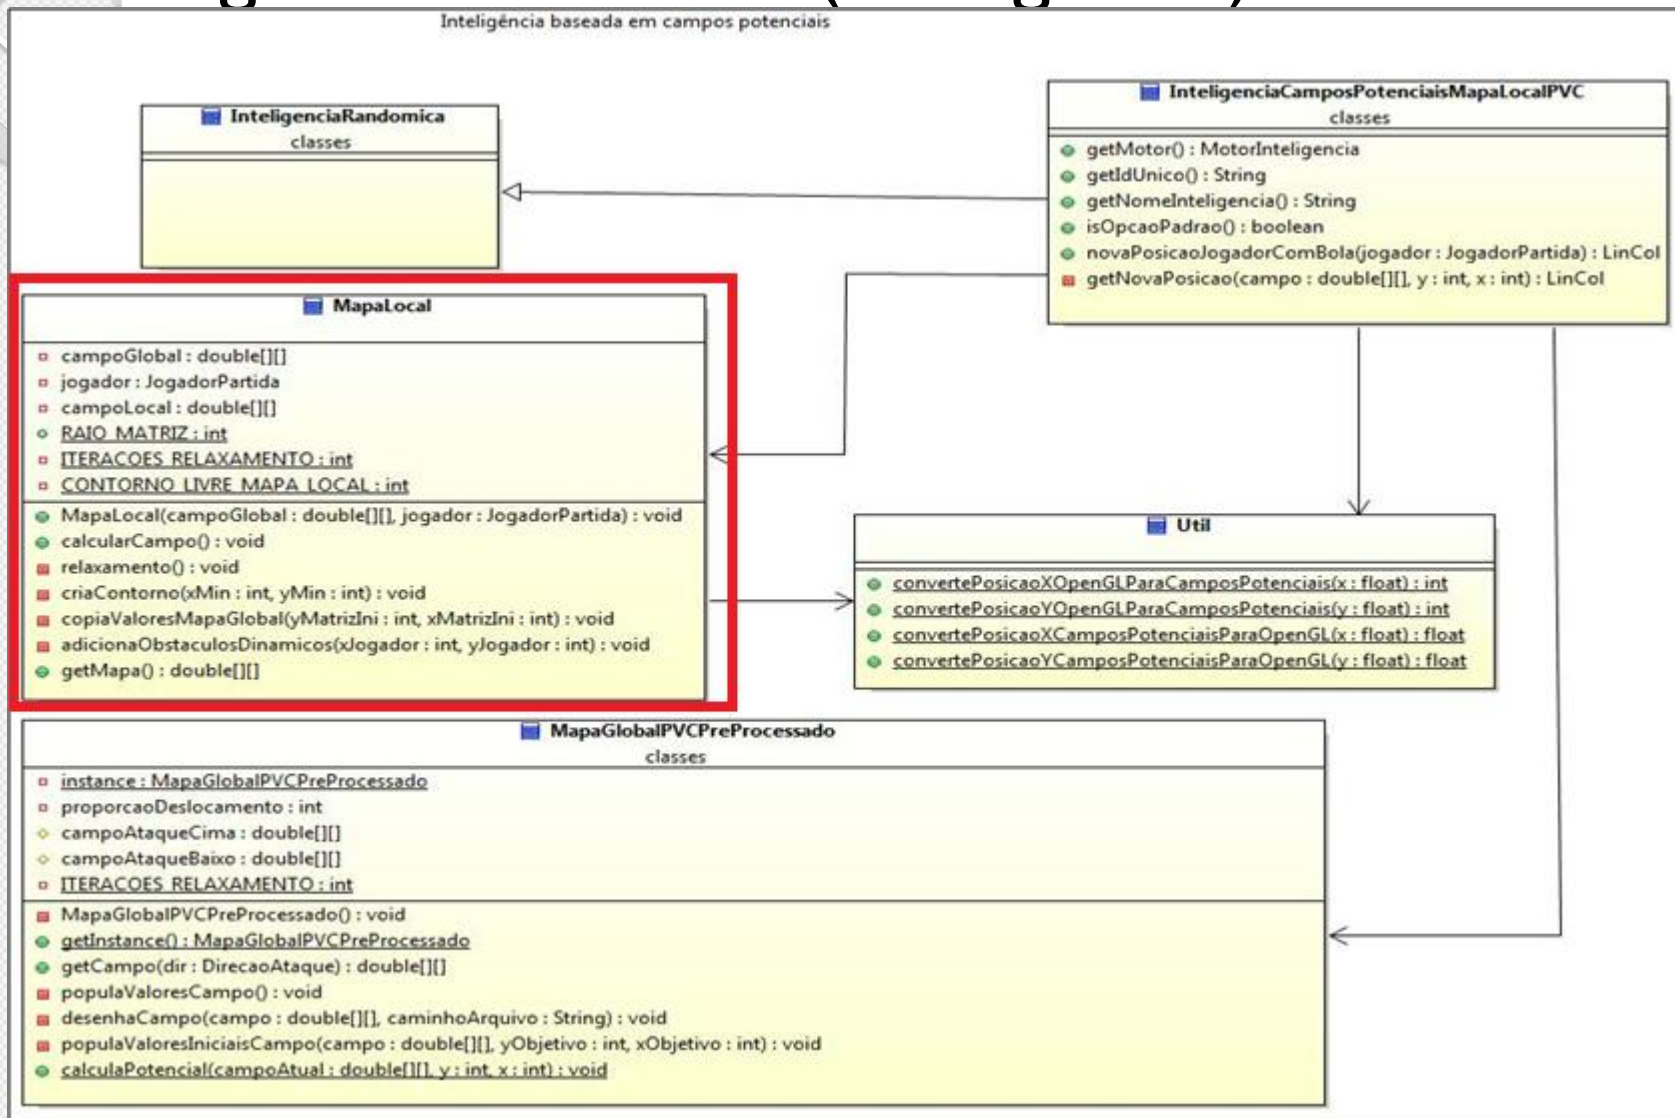 Inteligência baseada em campos potenciais
InteligenciaRandomica
classes
InteligenciaCamposPotenciaisMapaLocalPVC
classes
getMotor() : MotorInteligencia
getIdUnico() : String
getNomeInteligencia() : String
isOpcaoPadrao() : boolean
novaPosicaoJogadorComBola(jogador : JogadorPartida) : LinCol
getNovaPosicao(campo : double[][], y : int, x : int) : LinCol
MapaLocal
campoGlobal : double[][]
jogador : JogadorPartida
campoLocal : double[][]
RAIO_MATRIZ : int
ITERACOES_RELAXAMENTO : int
CONTORNO_LIVRE_MAPA_LOCAL : int
MapaLocal(campoGlobal : double[][], jogador : JogadorPartida) : void
calcularCampo() : void
relaxamento() : void
criaContorno(xMin : int, yMin : int) : void
copiaValoresMapaGlobal(yMatrizIni : int, xMatrizIni : int) : void
adicionaObstaculosDinamicos(xJogador : int, yJogador : int) : void
getMapa() : double[][]
Util
convertePosicaoXOpenGLParaCamposPotenciais(x : float) : int
convertePosicaoYOpenGLParaCamposPotenciais(y : float) : int
convertePosicaoXCamposPotenciaisParaOpenGL(x : float) : float
convertePosicaoYCamposPotenciaisParaOpenGL(y : float) : float
MapaGlobalPVCPreProcessado
classes
instance : MapaGlobalPVCPreProcessado
proporcaoDeslocamento : int
campoAtaqueCima : double[][]
campoAtaqueBaixo : double[][]
ITERACOES_RELAXAMENTO : int
MapaGlobalPVCPreProcessado() : void
getInstance() : MapaGlobalPVCPreProcessado
getCampo(dir : DirecaoAtaque) : double[][]
populaValoresCampo() : void
desenhaCampo(campo : double[][], caminhoArquivo : String) : void
populaValoresIniciaisCampo(campo : double[][], yObjetivo : int, xObjetivo : int) : void
calculaPotencial(campoAtual : double[][], y : int, x : int) : void